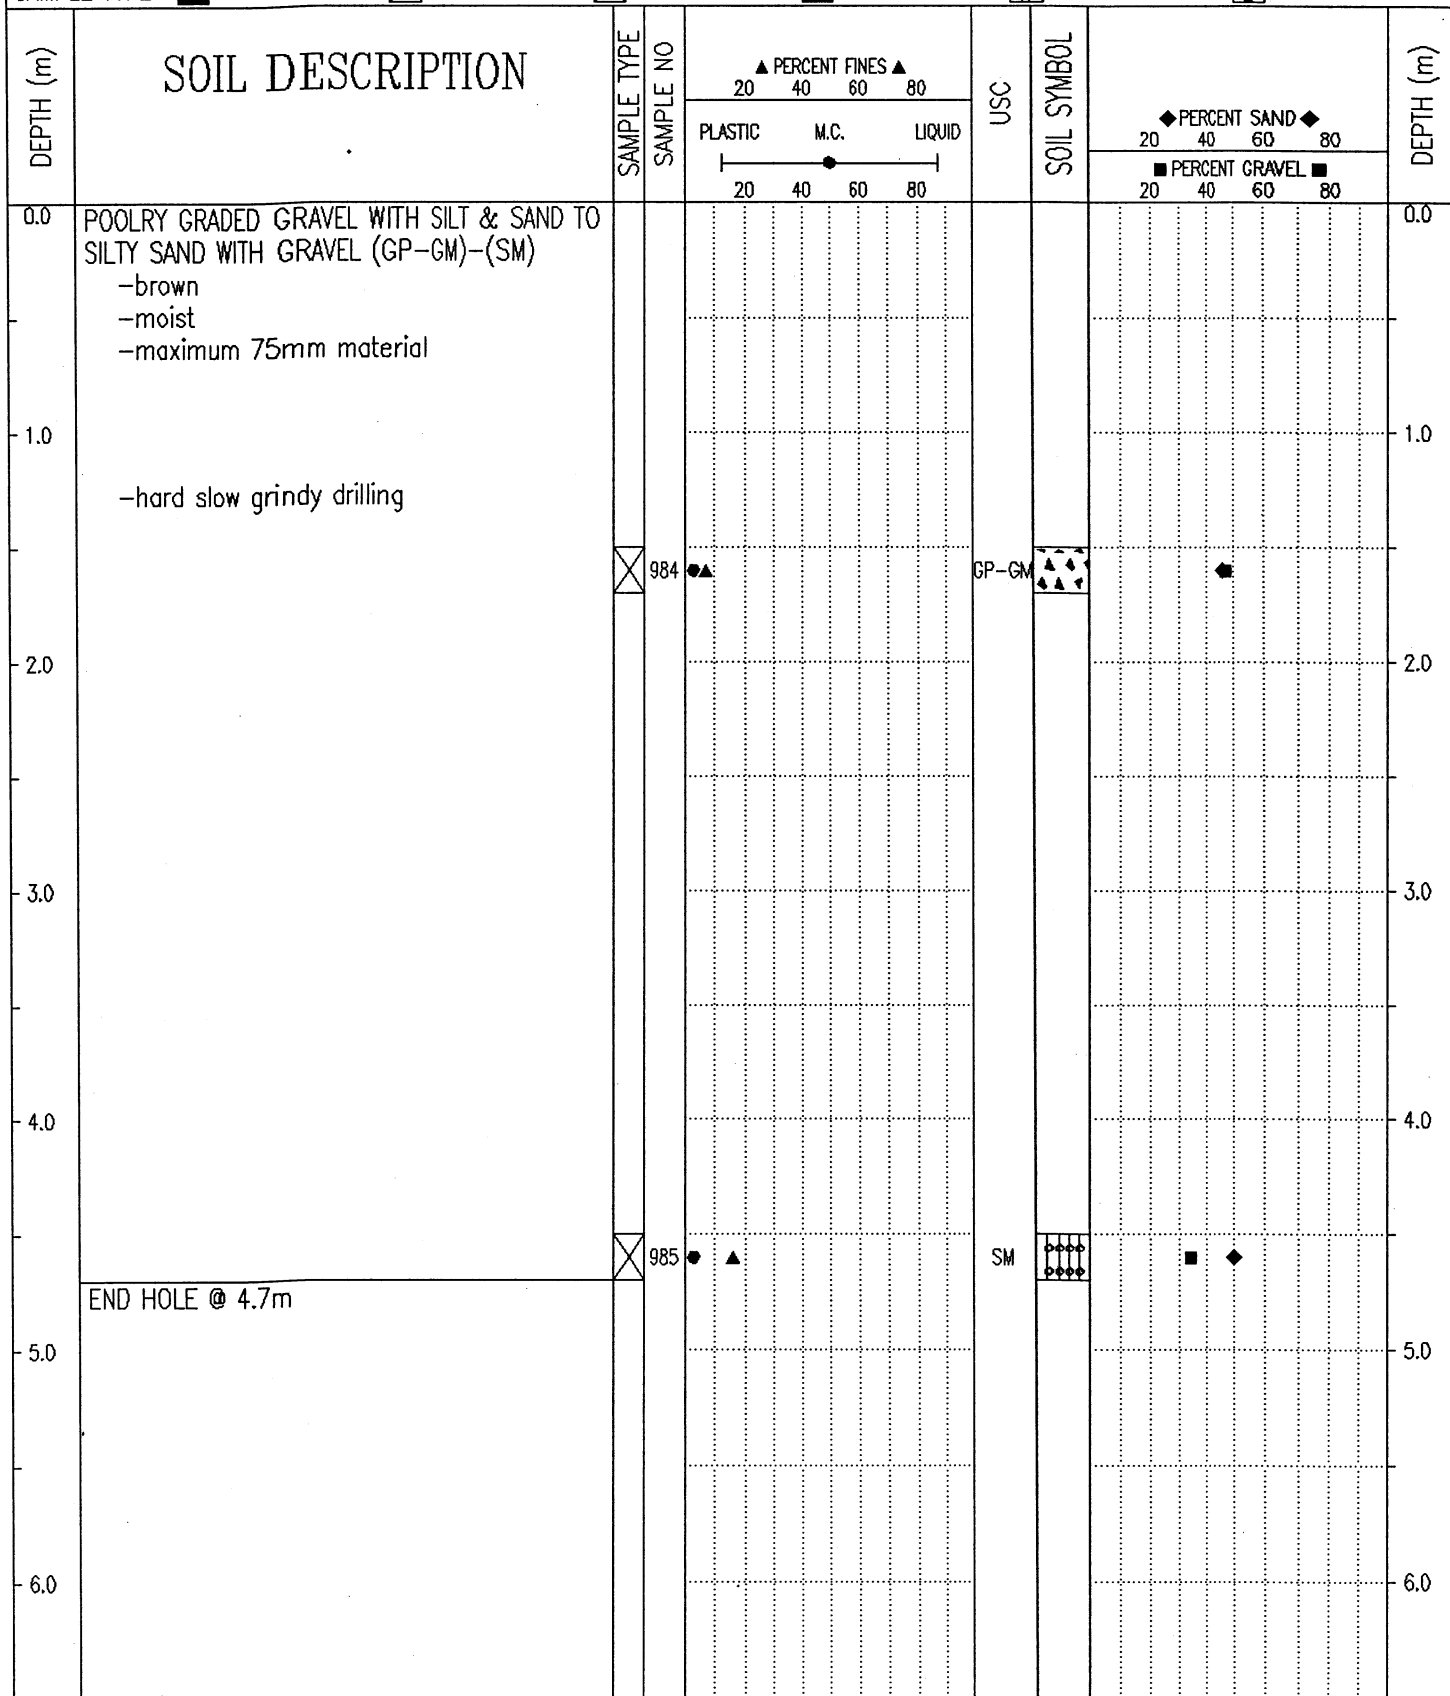 DEPTH (m)
SOIL DESCRIPTION
SAMPLE TYPE
SAMPLE NO
▲ PERCENT FINES ▲
20 40 60 80
PLASTIC M.C. LIQUID
20 40 60 80
USC
SOIL SYMBOL
◆ PERCENT SAND ◆
20 40 60 80
■ PERCENT GRAVEL ■
20 40 60 80
DEPTH (m)
0.0
POOLRY GRADED GRAVEL WITH SILT & SAND TO
SILTY SAND WITH GRAVEL (GP-GM)-(SM)
-brown
-moist
-maximum 75mm material
0.0
1.0
1.0
-hard slow grindy drilling
984 GP-GM
2.0
2.0
3.0
3.0
4.0
4.0
985 SM
END HOLE @ 4.7m
5.0
5.0
6.0
6.0